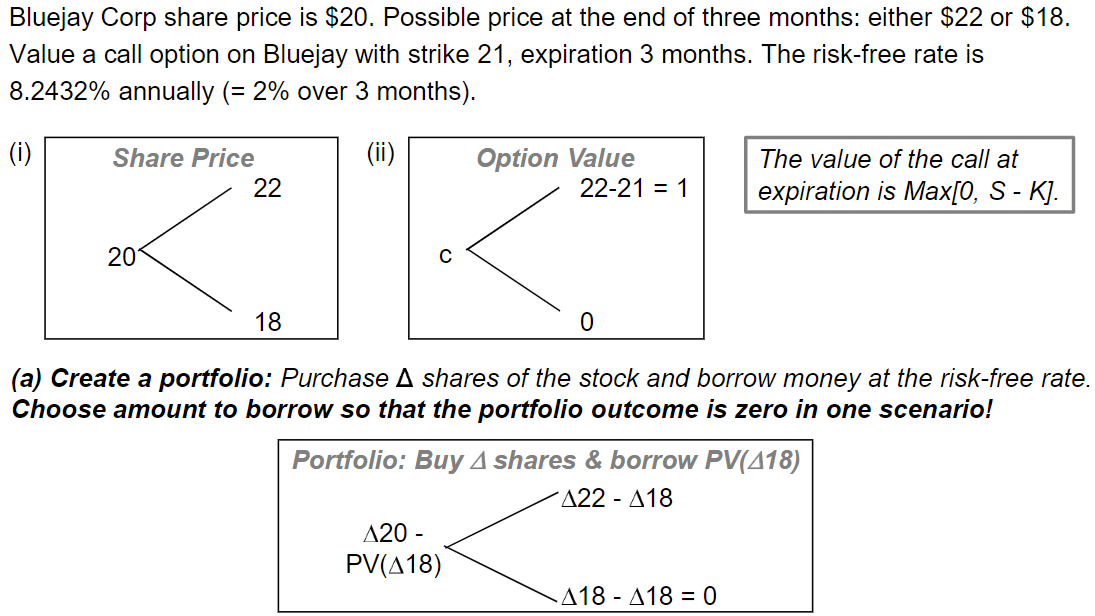 Bluejay Corp share price is $20. Possible price at the end of three months: either $22 or $18.
Value a call option on Bluejay with strike 21, expiration 3 months. The risk-free rate is
8.2432% annually (= 2% over 3 months).
(i)
Share Price
22
20
18
(ii)
Option Value
22-21 = 1
c
0
The value of the call at
expiration is Max[0, S - K].
(a) Create a portfolio: Purchase Δ shares of the stock and borrow money at the risk-free rate.
Choose amount to borrow so that the portfolio outcome is zero in one scenario!
Portfolio: Buy Δ shares & borrow PV(Δ18)
Δ22 - Δ18
Δ20 -
PV(Δ18)
Δ18 - Δ18 = 0